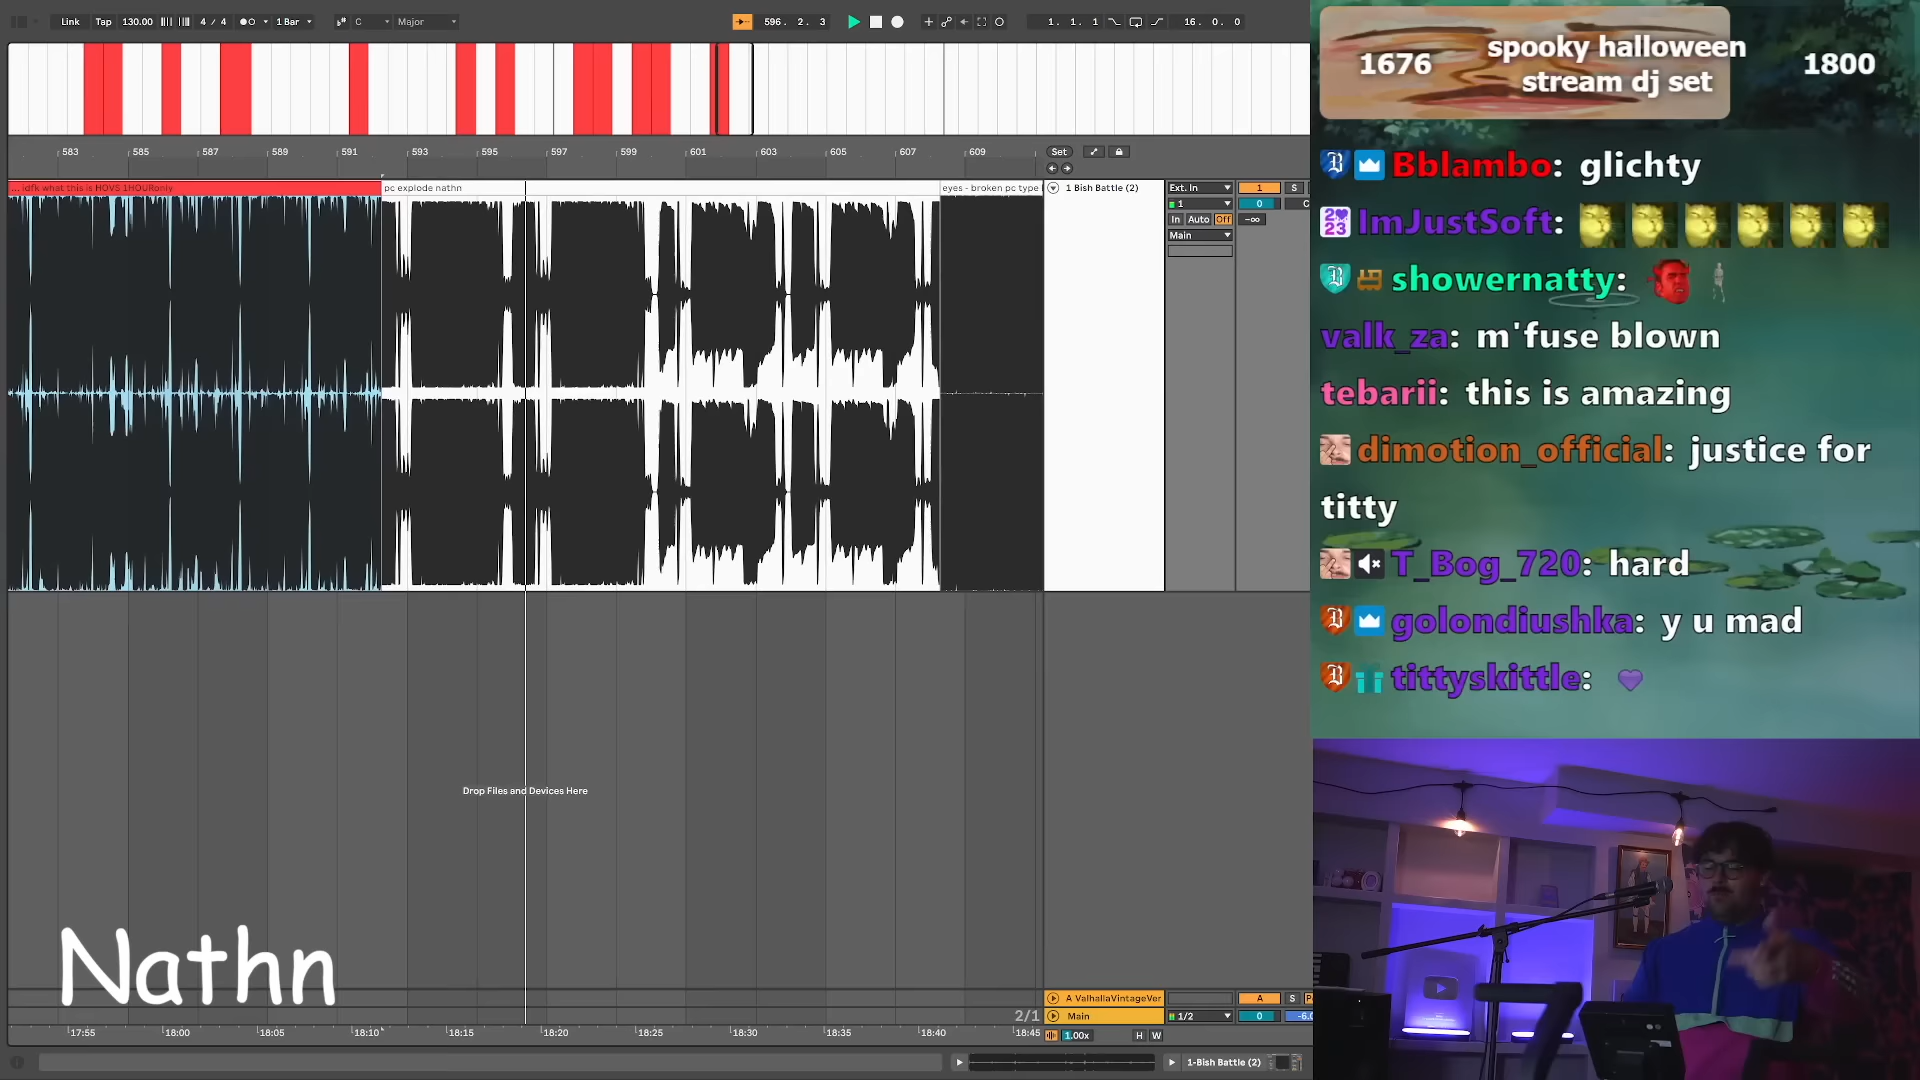 Link Tap 130.00 4 / 4 1 Bar C Major 596. 2. 3 1. 1. 1 16. 0. 0
583 585 587 589 591 593 595 597 599 601 603 605 607 609 Set
... idfk what this is HOVS 1HOURonly pc explode nathn eyes - broken pc type 1 Bish Battle (2) Ext. In 1 S
1 0 C
In Auto Off -∞
Main
Drop Files and Devices Here
Nathn
A ValhallaVintageVer A S
2/1 Main 1/2 0 -6.0
17:55 18:00 18:05 18:10 18:15 18:20 18:25 18:30 18:35 18:40 18:45 1.00x H W
1-Bish Battle (2)
1676 spooky halloween stream dj set 1800
Bblambo: glichty
ImJustSoft:
showernatty:
valk_za: m'fuse blown
tebarii: this is amazing
dimotion_official: justice for
titty
T_Bog_720: hard
golondiushka: y u mad
tittyskittle: